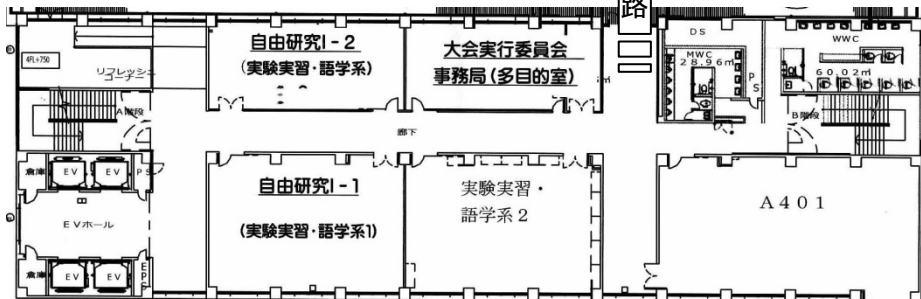 路
4FL+750
リフレッシュ
コーナー
自由研究Ⅰ-2
(実験実習・語学系)
大会実行委員会
事務局(多目的室)
DS
MWC
28.96㎡
PS
WWC
60.02㎡
A階段
廊下
B階段
倉庫
EV
EV
PS
EVホール
倉庫
EV
EV
EPS
自由研究Ⅰ-1
(実験実習・語学系1)
実験実習・
語学系2
A401